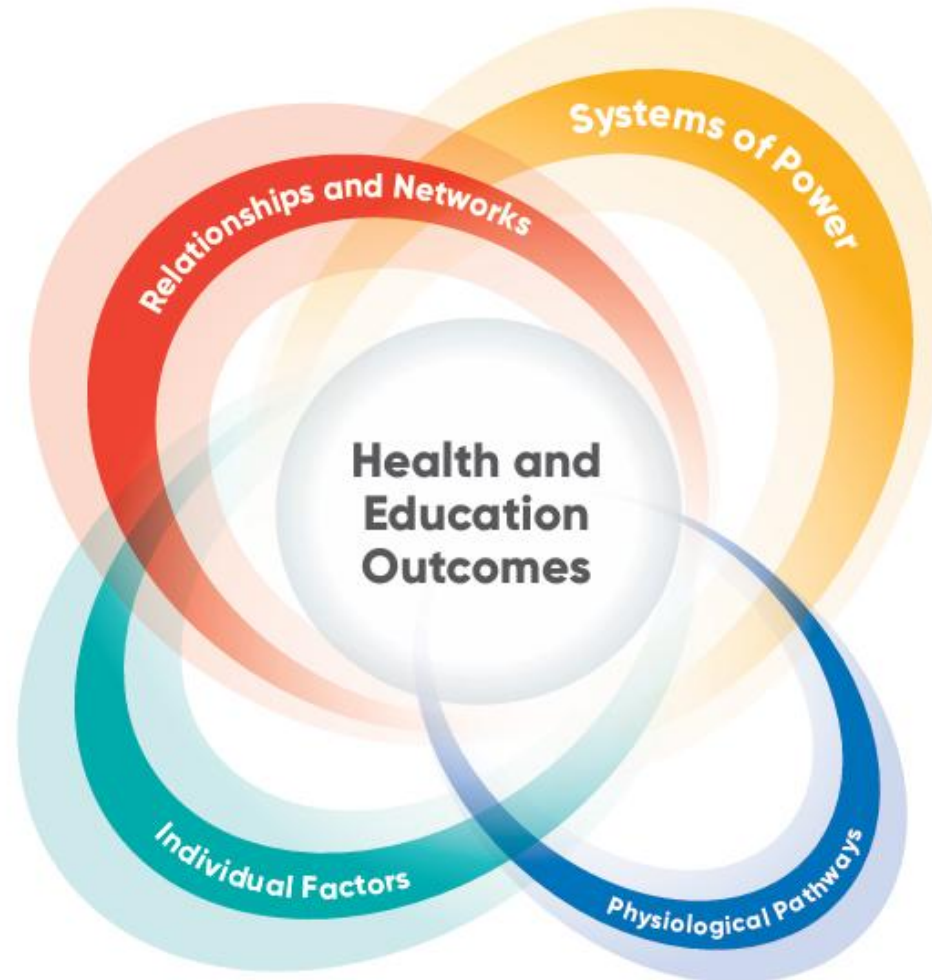 Systems of Power
Relationships and Networks
Health and
Education
Outcomes
Individual Factors
Physiological Pathways